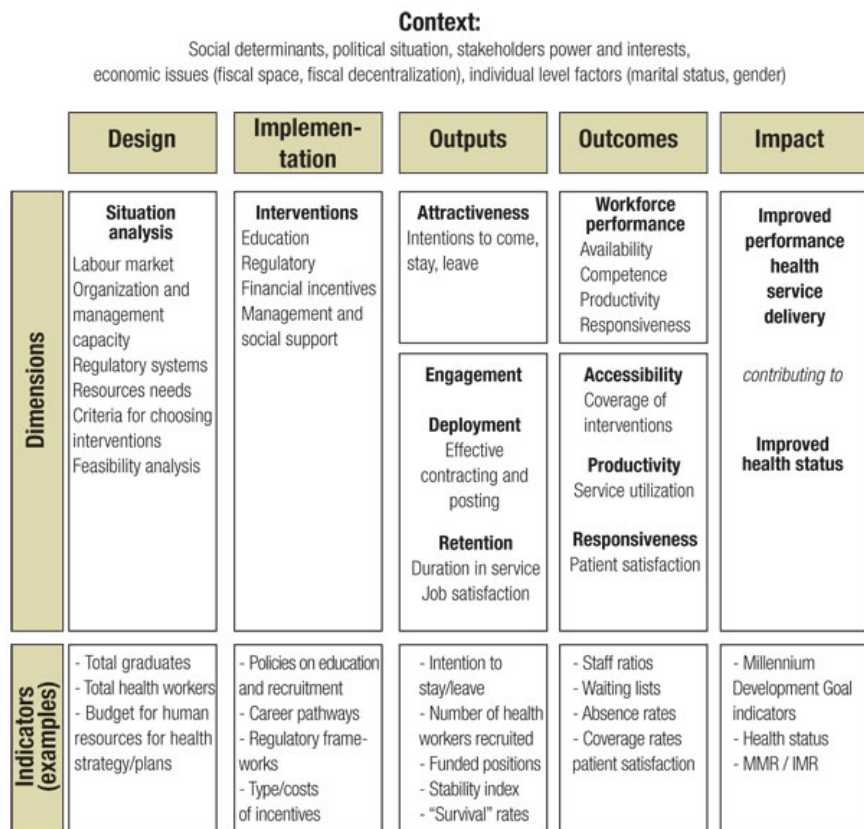 Context:
Social determinants, political situation, stakeholders power and interests,
economic issues (fiscal space, fiscal decentralization), individual level factors (marital status, gender)
Design
Implemen-
tation
Outputs
Outcomes
Impact
Dimensions
Situation
analysis
Labour market
Organization and
management
capacity
Regulatory systems
Resources needs
Criteria for choosing
interventions
Feasibility analysis
Interventions
Education
Regulatory
Financial incentives
Management and
social support
Attractiveness
Intentions to come,
stay, leave
Engagement
Deployment
Effective
contracting and
posting
Retention
Duration in service
Job satisfaction
Workforce
performance
Availability
Competence
Productivity
Responsiveness
Accessibility
Coverage of
interventions
Productivity
Service utilization
Responsiveness
Patient satisfaction
Improved
performance
health
service
delivery
contributing to
Improved
health status
Indicators
(examples)
- Total graduates
- Total health workers
- Budget for human
resources for health
strategy/plans
- Policies on education
and recruitment
- Career pathways
- Regulatory frame-
works
- Type/costs
of incentives
- Intention to
stay/leave
- Number of health
workers recruited
- Funded positions
- Stability index
- “Survival” rates
- Staff ratios
- Waiting lists
- Absence rates
- Coverage rates
patient satisfaction
- Millennium
Development Goal
indicators
- Health status
- MMR / IMR